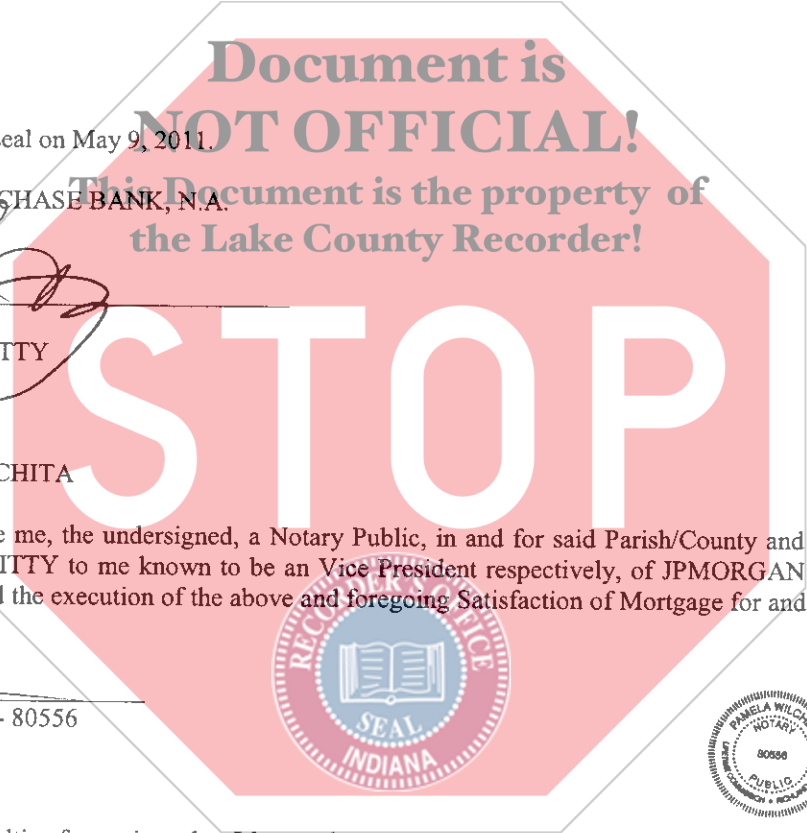 Document is
NOT OFFICIAL!
seal on May 9, 2011.
This Document is the property of
CHASE BANK, N.A.
the Lake County Recorder!
STOP
TTY
CHITA
me, the undersigned, a Notary Public, in and for said Parish/County and
ITTY to me known to be an Vice President respectively, of JPMORGAN
the execution of the above and foregoing Satisfaction of Mortgage for and
RECORDER'S OFFICE
SEAL
INDIANA
- 80556
PAMELA
NOTARY
80556
PUBLIC